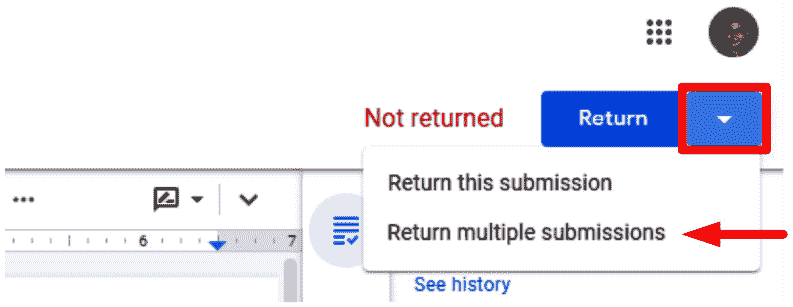 Not returned
Return
Return this submission
Return multiple submissions
6
7
See history